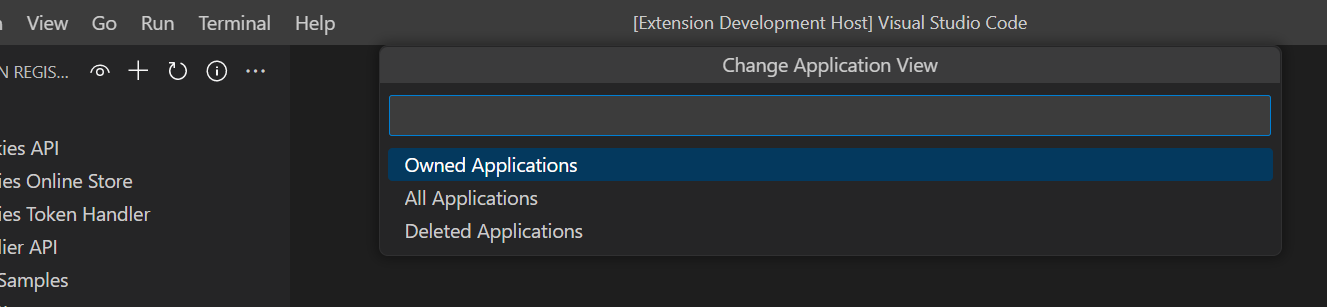 View Go Run Terminal Help [Extension Development Host] Visual Studio Code
N REGIS... Change Application View
Owned Applications
All Applications
Deleted Applications
ies API
ies Online Store
ies Token Handler
lier API
Samples